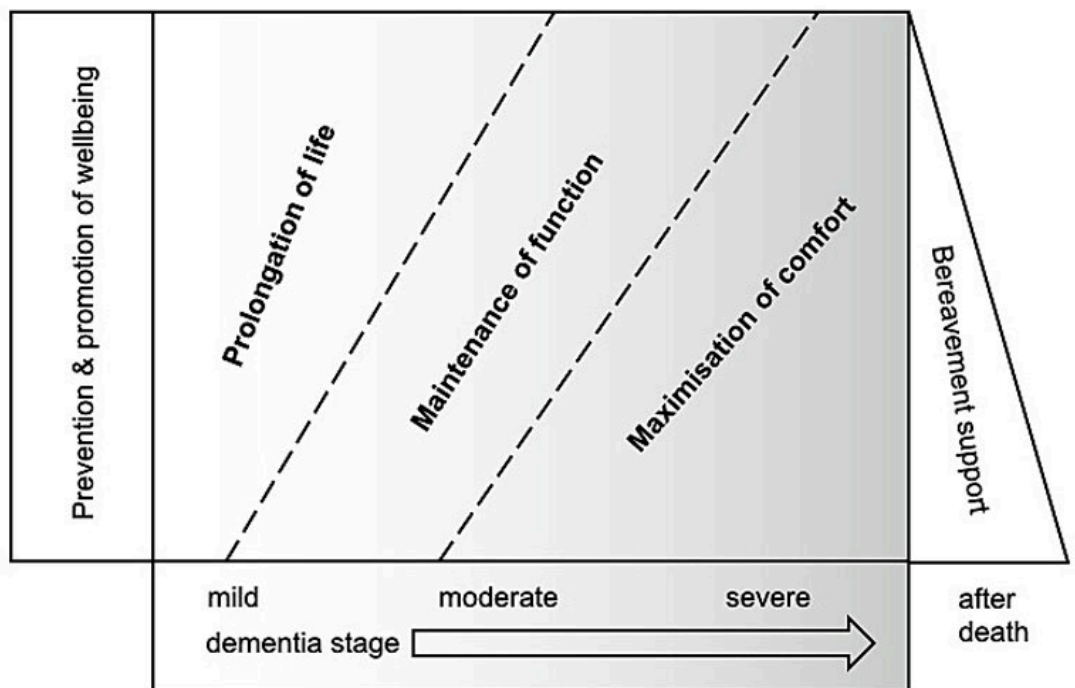 Prevention & promotion of wellbeing
Prolongation of life
Maintenance of function
Maximisation of comfort
Bereavement support
mild
moderate
severe
after
death
dementia stage